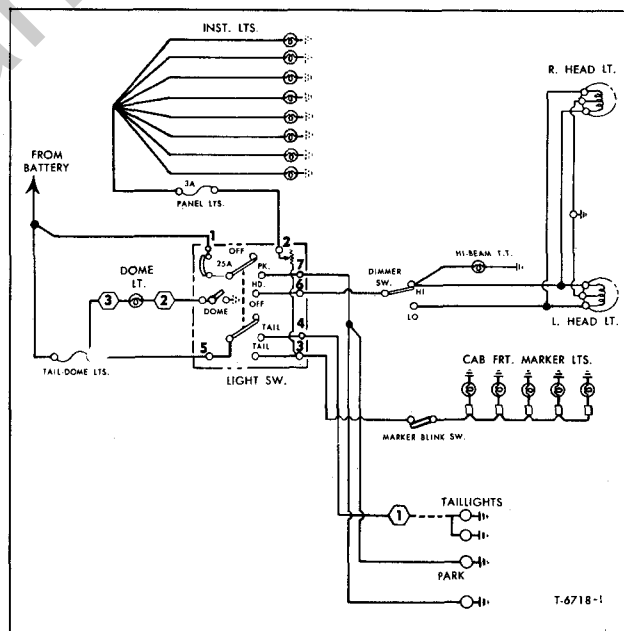 INST. LTS.
R. HEAD LT.
FROM
BATTERY
3A
PANEL LTS.
1
OFF
2
25A
PK.
7
HI-BEAM T.T.
DOME
LT.
HD.
6
DIMMER
SW.
HI
3
2
OFF
DOME
LO
L. HEAD LT.
TAIL
4
5
TAIL
3
CAB FRT. MARKER LTS.
TAIL-DOME LTS.
LIGHT SW.
MARKER BLINK SW.
TAILLIGHTS
1
PARK
T-6718-1